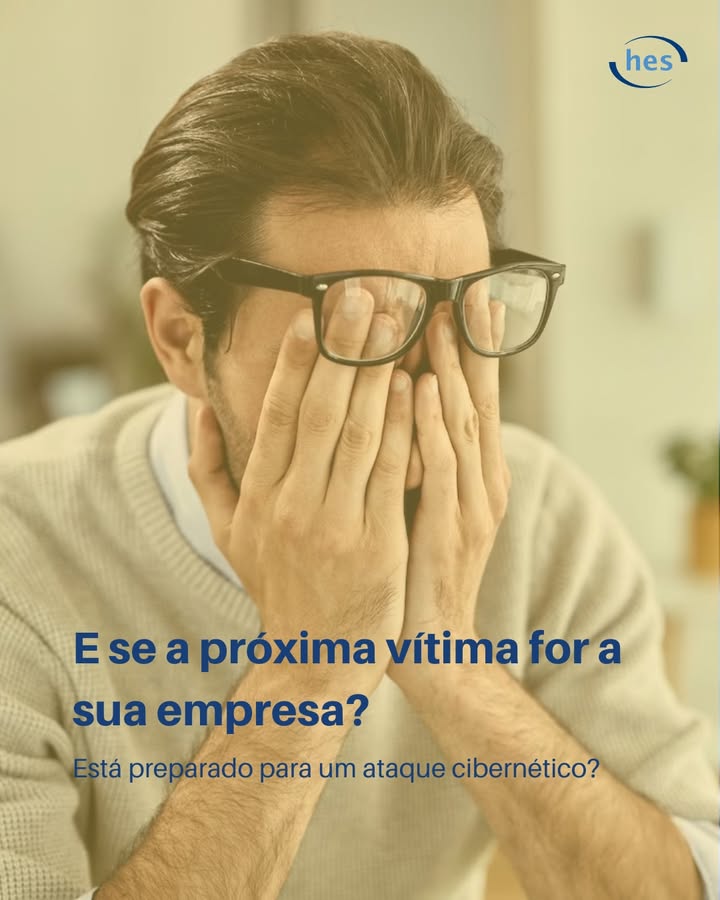 hes
E se a próxima vítima for a
sua empresa?
Está preparado para um ataque cibernético?